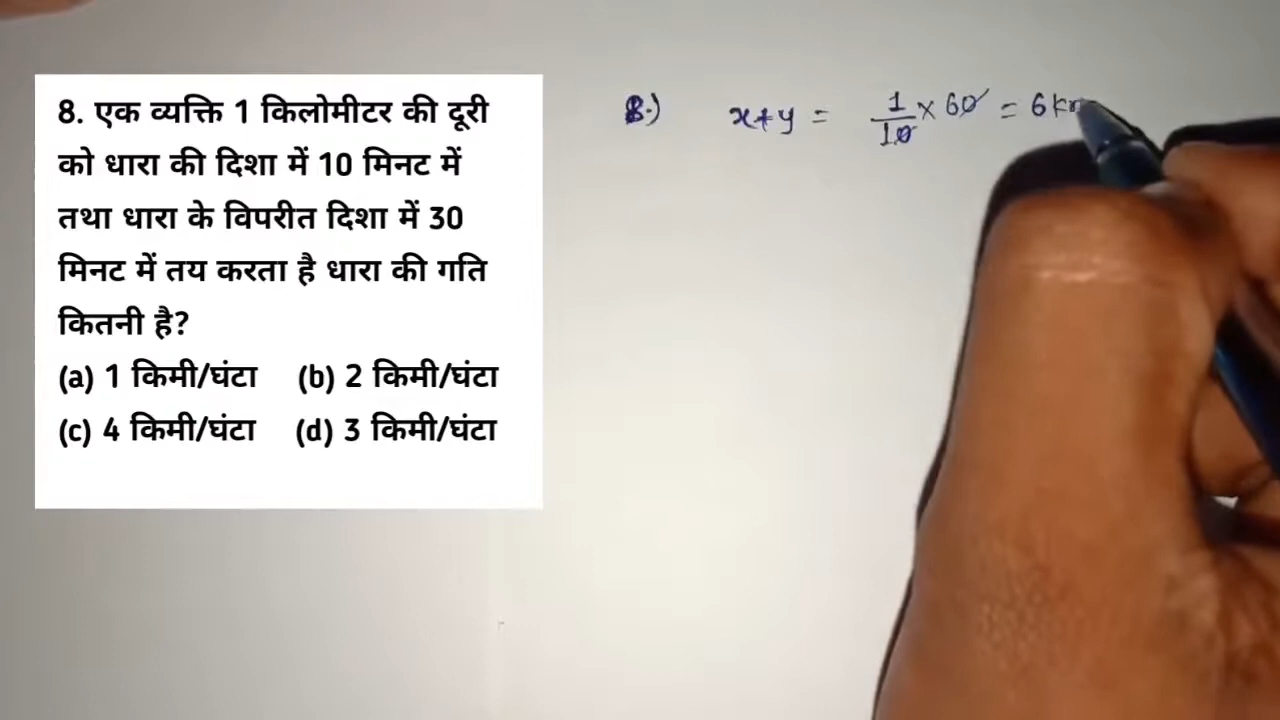 8. एक व्यक्ति 1 किलोमीटर की दूरी
को धारा की दिशा में 10 मिनट में
तथा धारा के विपरीत दिशा में 30
मिनट में तय करता है धारा की गति
कितनी है?
(a) 1 किमी/घंटा (b) 2 किमी/घंटा
(c) 4 किमी/घंटा (d) 3 किमी/घंटा
8.) x+y = 1/10 × 60 = 6 km